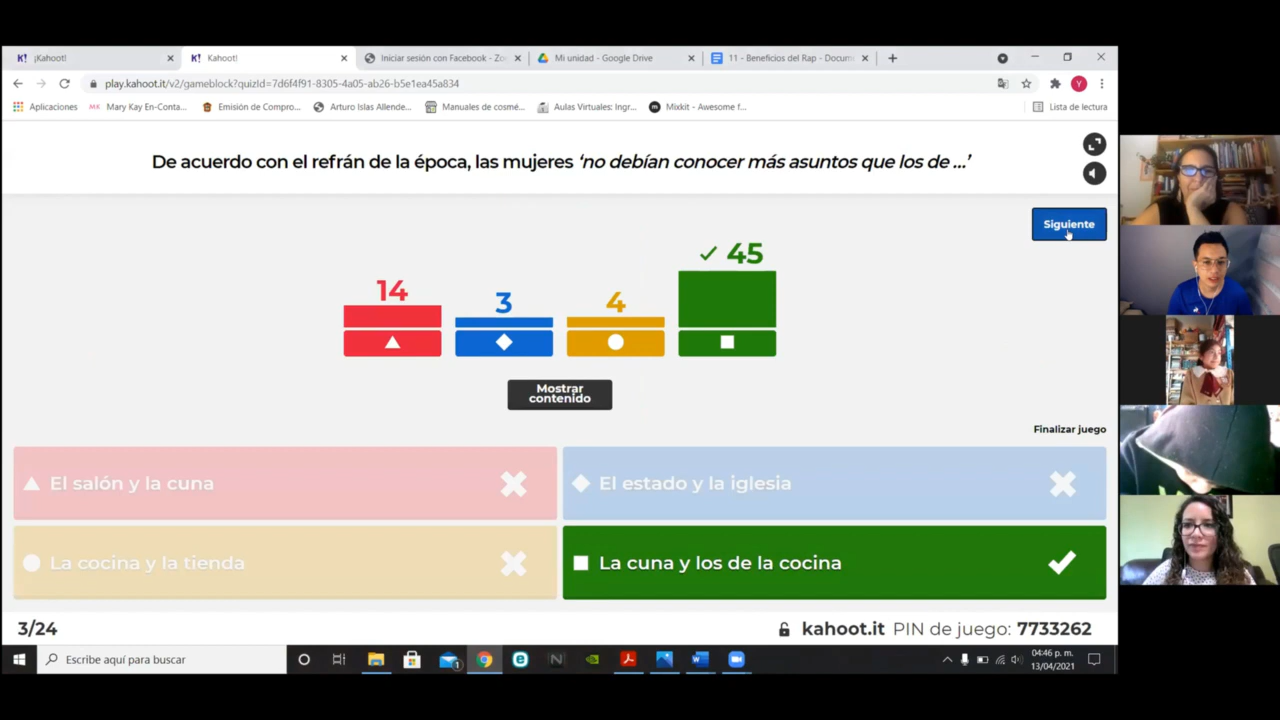 ¡Kahoot!
Kahoot!
Iniciar sesión con Facebook - Zo
Mi unidad - Google Drive
11 - Beneficios del Rap - Docum
play.kahoot.it/v2/gameblock?quizId=7d6f4f91-8305-4a05-ab26-b5e1ea45a834
Aplicaciones
Mary Kay En-Conta...
Emisión de Compro...
Arturo Islas Allende...
Manuales de cosmé...
Aulas Virtuales: Ingr...
Mixkit - Awesome f...
Lista de lectura
De acuerdo con el refrán de la época, las mujeres ‘no debían conocer más asuntos que los de ...’
Siguiente
14
3
4
45
Mostrar
contenido
Finalizar juego
El salón y la cuna
El estado y la iglesia
La cocina y la tienda
La cuna y los de la cocina
3/24
kahoot.it PIN de juego: 7733262
Escribe aquí para buscar
04:46 p. m.
13/04/2021